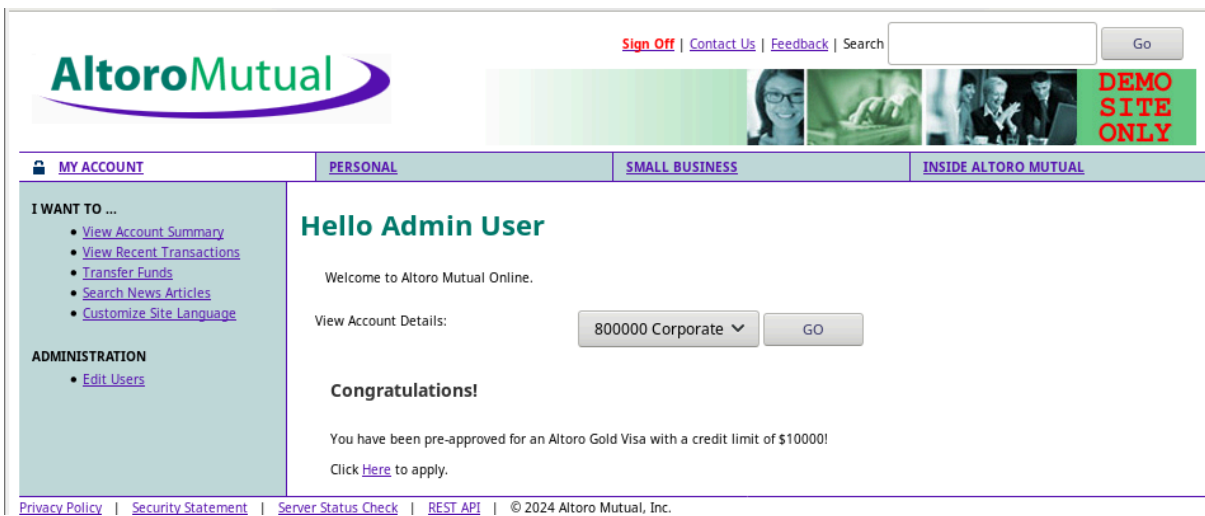 Sign Off | Contact Us | Feedback | Search Go
AltoroMutual
DEMO
SITE
ONLY
MY ACCOUNT PERSONAL SMALL BUSINESS INSIDE ALTORO MUTUAL
I WANT TO ...
• View Account Summary
• View Recent Transactions
• Transfer Funds
• Search News Articles
• Customize Site Language
ADMINISTRATION
• Edit Users
Hello Admin User
Welcome to Altoro Mutual Online.
View Account Details: 800000 Corporate GO
Congratulations!
You have been pre-approved for an Altoro Gold Visa with a credit limit of $10000!
Click Here to apply.
Privacy Policy | Security Statement | Server Status Check | REST API | © 2024 Altoro Mutual, Inc.